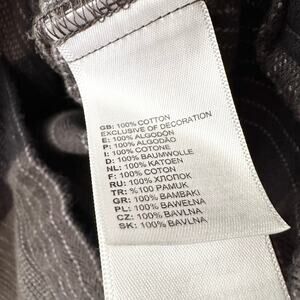 GB: 100% COTTON
EXCLUSIVE OF DECORATION
E: 100% ALGODÓN
P: 100% ALGODÃO
I: 100% COTONE
D: 100% BAUMWOLLE
NL: 100% KATOEN
F: 100% COTON
RU: 100% ХЛОПОК
TR: %100 PAMUK
GR: 100% BAMBAKI
PL: 100% BAWEŁNA
CZ: 100% BAVLNA
SK: 100% BAVLNA